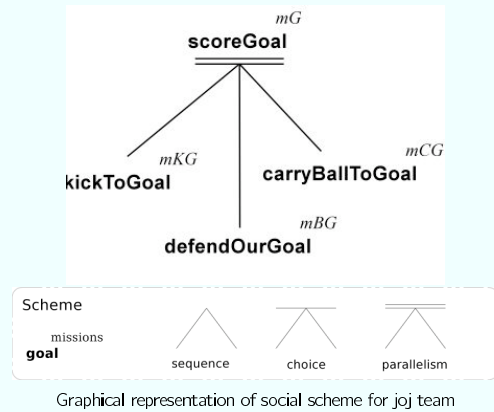 mG
scoreGoal
mKG
mCG
kickToGoal
carryBallToGoal
mBG
defendOurGoal
Scheme
missions
goal
sequence
choice
parallelism
Graphical representation of social scheme for joj team